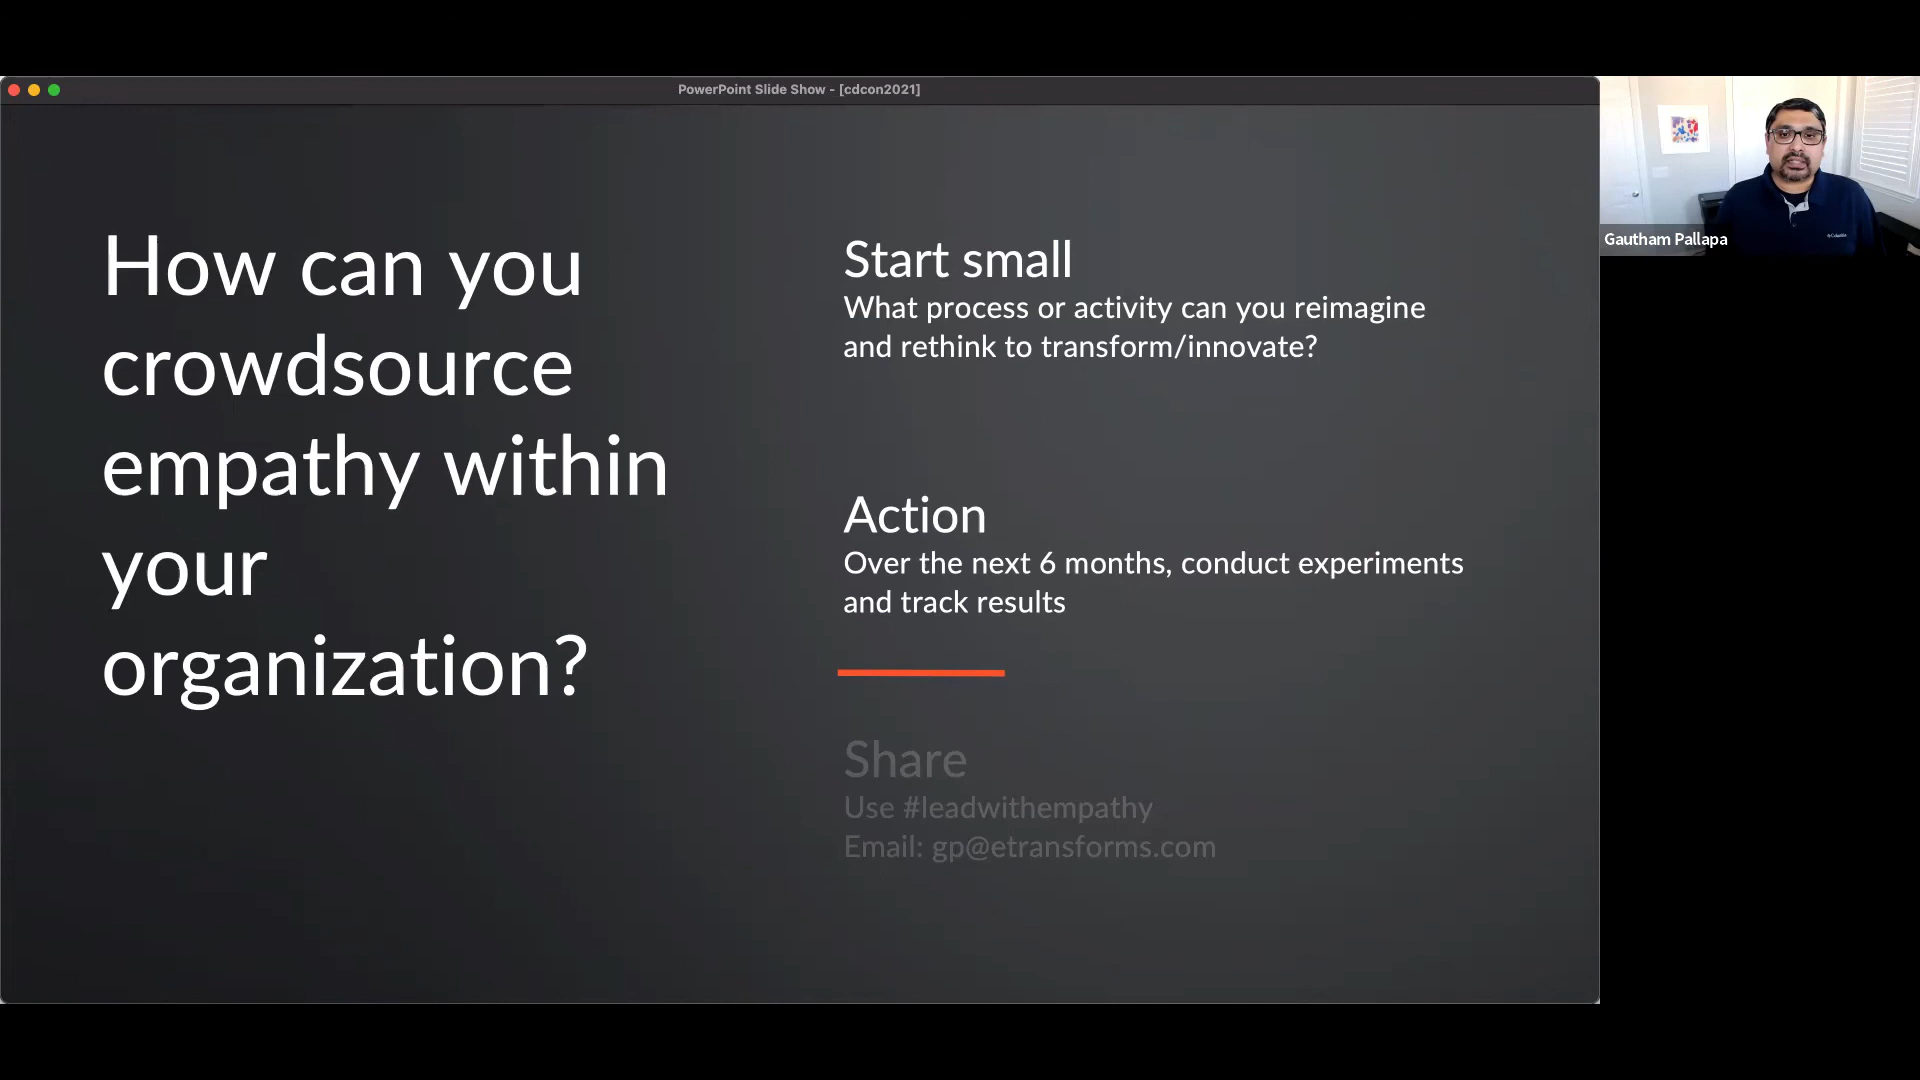 PowerPoint Slide Show - [cdcon2021]
How can you
crowdsource
empathy within
your
organization?
Start small
What process or activity can you reimagine
and rethink to transform/innovate?
Action
Over the next 6 months, conduct experiments
and track results
Share
Use #leadwithempathy
Email: gp@etransforms.com
Gautham Pallapa